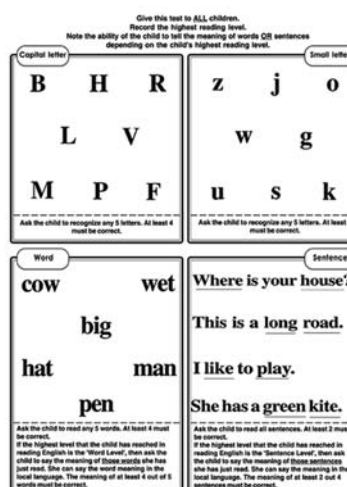 Give this test to ALL children.
Record the highest reading level.
Note the ability of the child to tell the meaning of words OR sentences
depending on the child's highest reading level.
Capital letter
B H R
L V
M P F
Ask the child to recognize any 5 letters. At least 4
must be correct.
Small letter
z j o
w g
u s k
Ask the child to recognize any 5 letters. At least
must be correct.
Word
cow wet
big
hat man
pen
Ask the child to read any 5 words. At least 4 must
be correct.
If the highest level that the child has reached in
reading English is the 'Word Level', then ask the
child to say the meaning of those words she has
just read. She can say the word meaning in the
local language. The meaning of at least 4 out of 5
words must be correct.
Sentence
Where is your house?
This is a long road.
I like to play.
She has a green kite.
Ask the child to read all sentences. At least 2 mus
be correct.
If the highest level that the child has reached in
reading English is the 'Sentence Level', then ask
the child to say the meaning of those sentences
she has just read. She can say the meaning in the
local language. The meaning of at least 2 out 4
sentences must be correct.